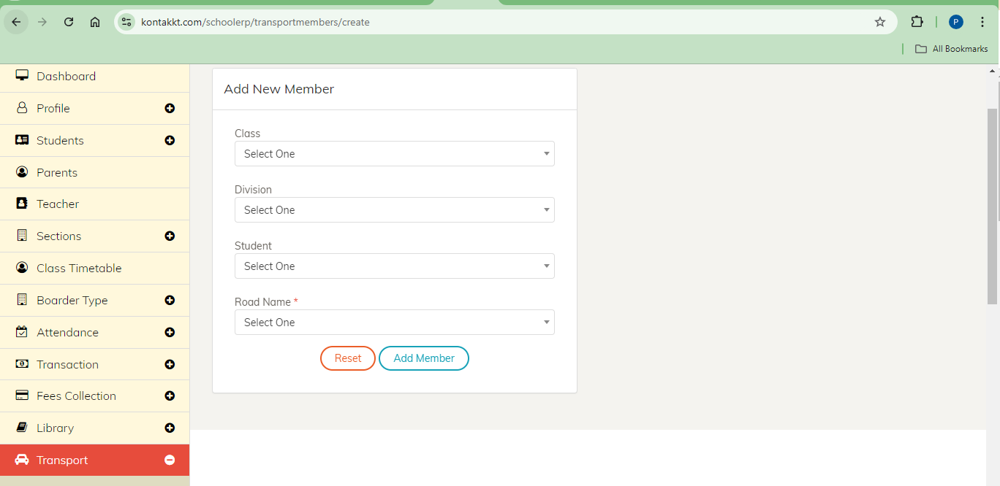 kontakkt.com/schoolerp/transportmembers/create
P
All Bookmarks
Dashboard
Profile
Students
Parents
Teacher
Sections
Class Timetable
Boarder Type
Attendance
Transaction
Fees Collection
Library
Transport
Add New Member
Class
Select One
Division
Select One
Student
Select One
Road Name *
Select One
Reset Add Member